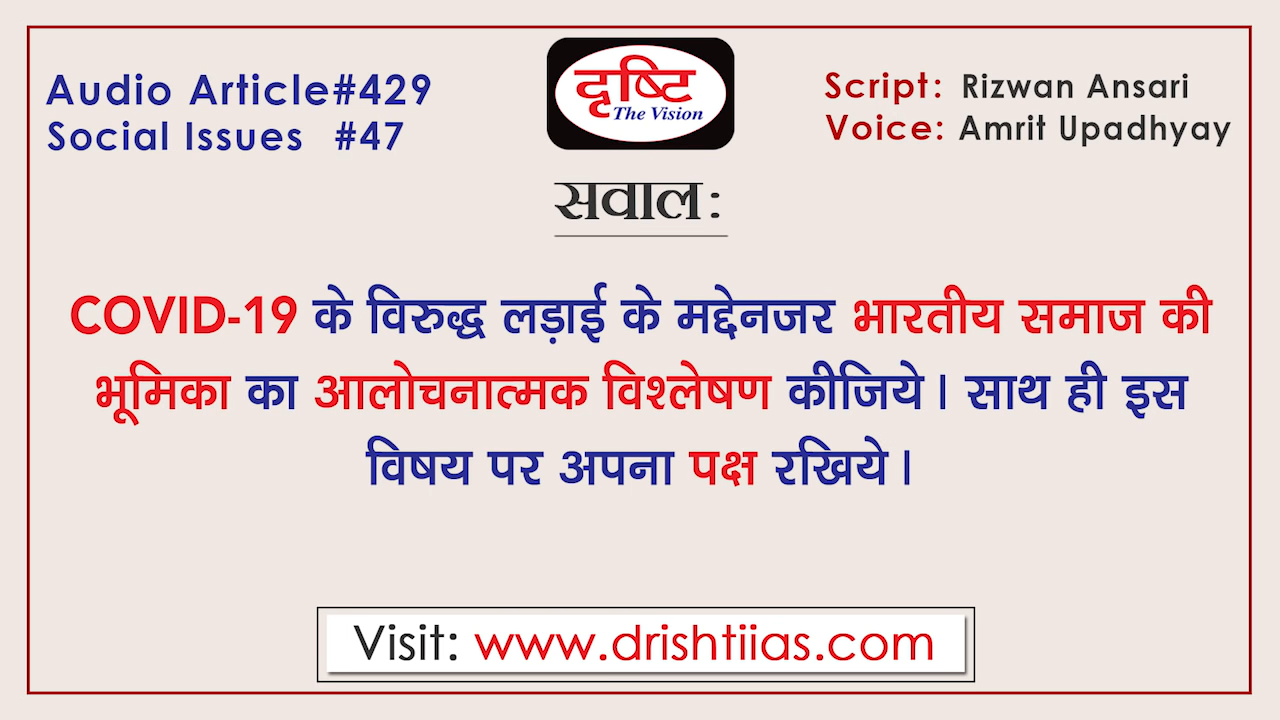 Audio Article#429
Social Issues #47
दृष्टि
The Vision
Script: Rizwan Ansari
Voice: Amrit Upadhyay
सवाल:
COVID-19 के विरुद्ध लड़ाई के मद्देनजर भारतीय समाज की
भूमिका का आलोचनात्मक विश्लेषण कीजिये। साथ ही इस
विषय पर अपना पक्ष रखिये।
Visit: www.drishtiias.com